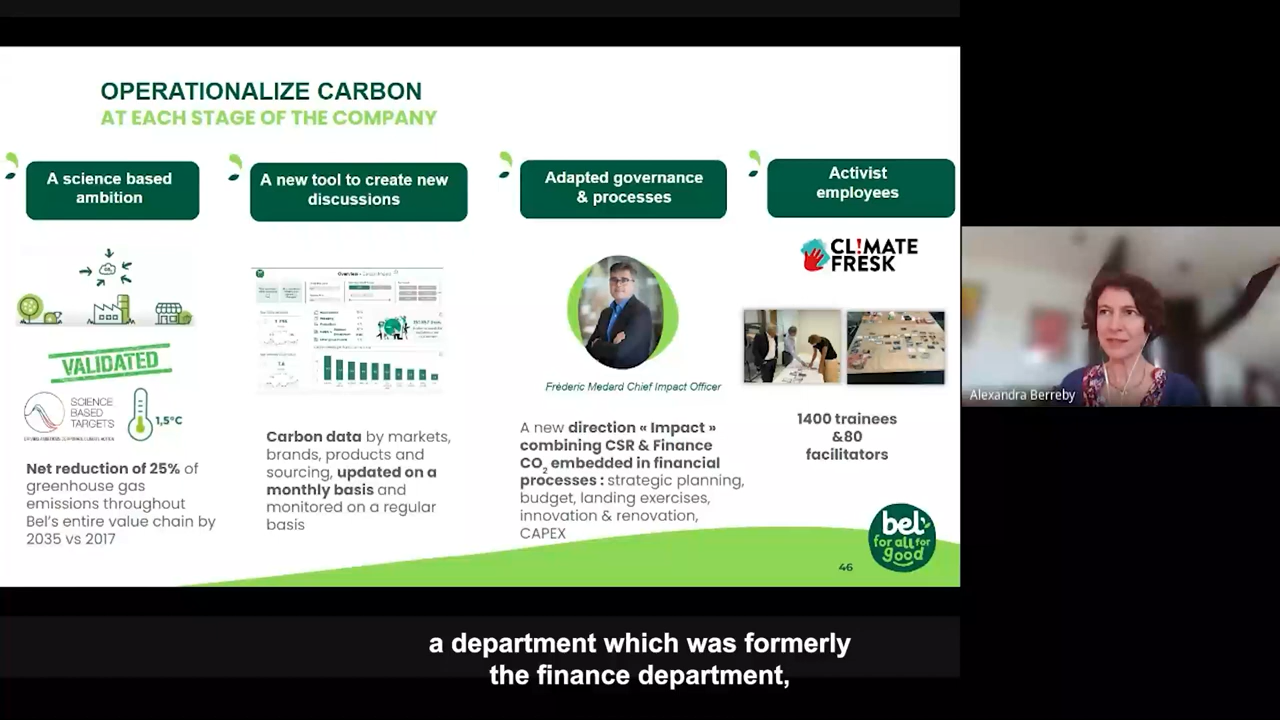 OPERATIONALIZE CARBON
AT EACH STAGE OF THE COMPANY
A science based
ambition
VALIDATED
SCIENCE
BASED
TARGETS
1,5°C
Net reduction of 25% of
greenhouse gas
emissions throughout
Bel's entire value chain by
2035 vs 2017
A new tool to create new
discussions
Carbon data by markets,
brands, products and
sourcing, updated on a
monthly basis and
monitored on a regular
basis
Adapted governance
& processes
Fréderic Medard Chief Impact Officer
A new direction « Impact »
combining CSR & Finance
CO2 embedded in financial
processes : strategic planning,
budget, landing exercises,
innovation & renovation,
CAPEX
Activist
employees
CL!MATE
FRESK
1400 trainees
&80
facilitators
bel
for all for
good
46
Alexandra Berreby
a department which was formerly
the finance department,